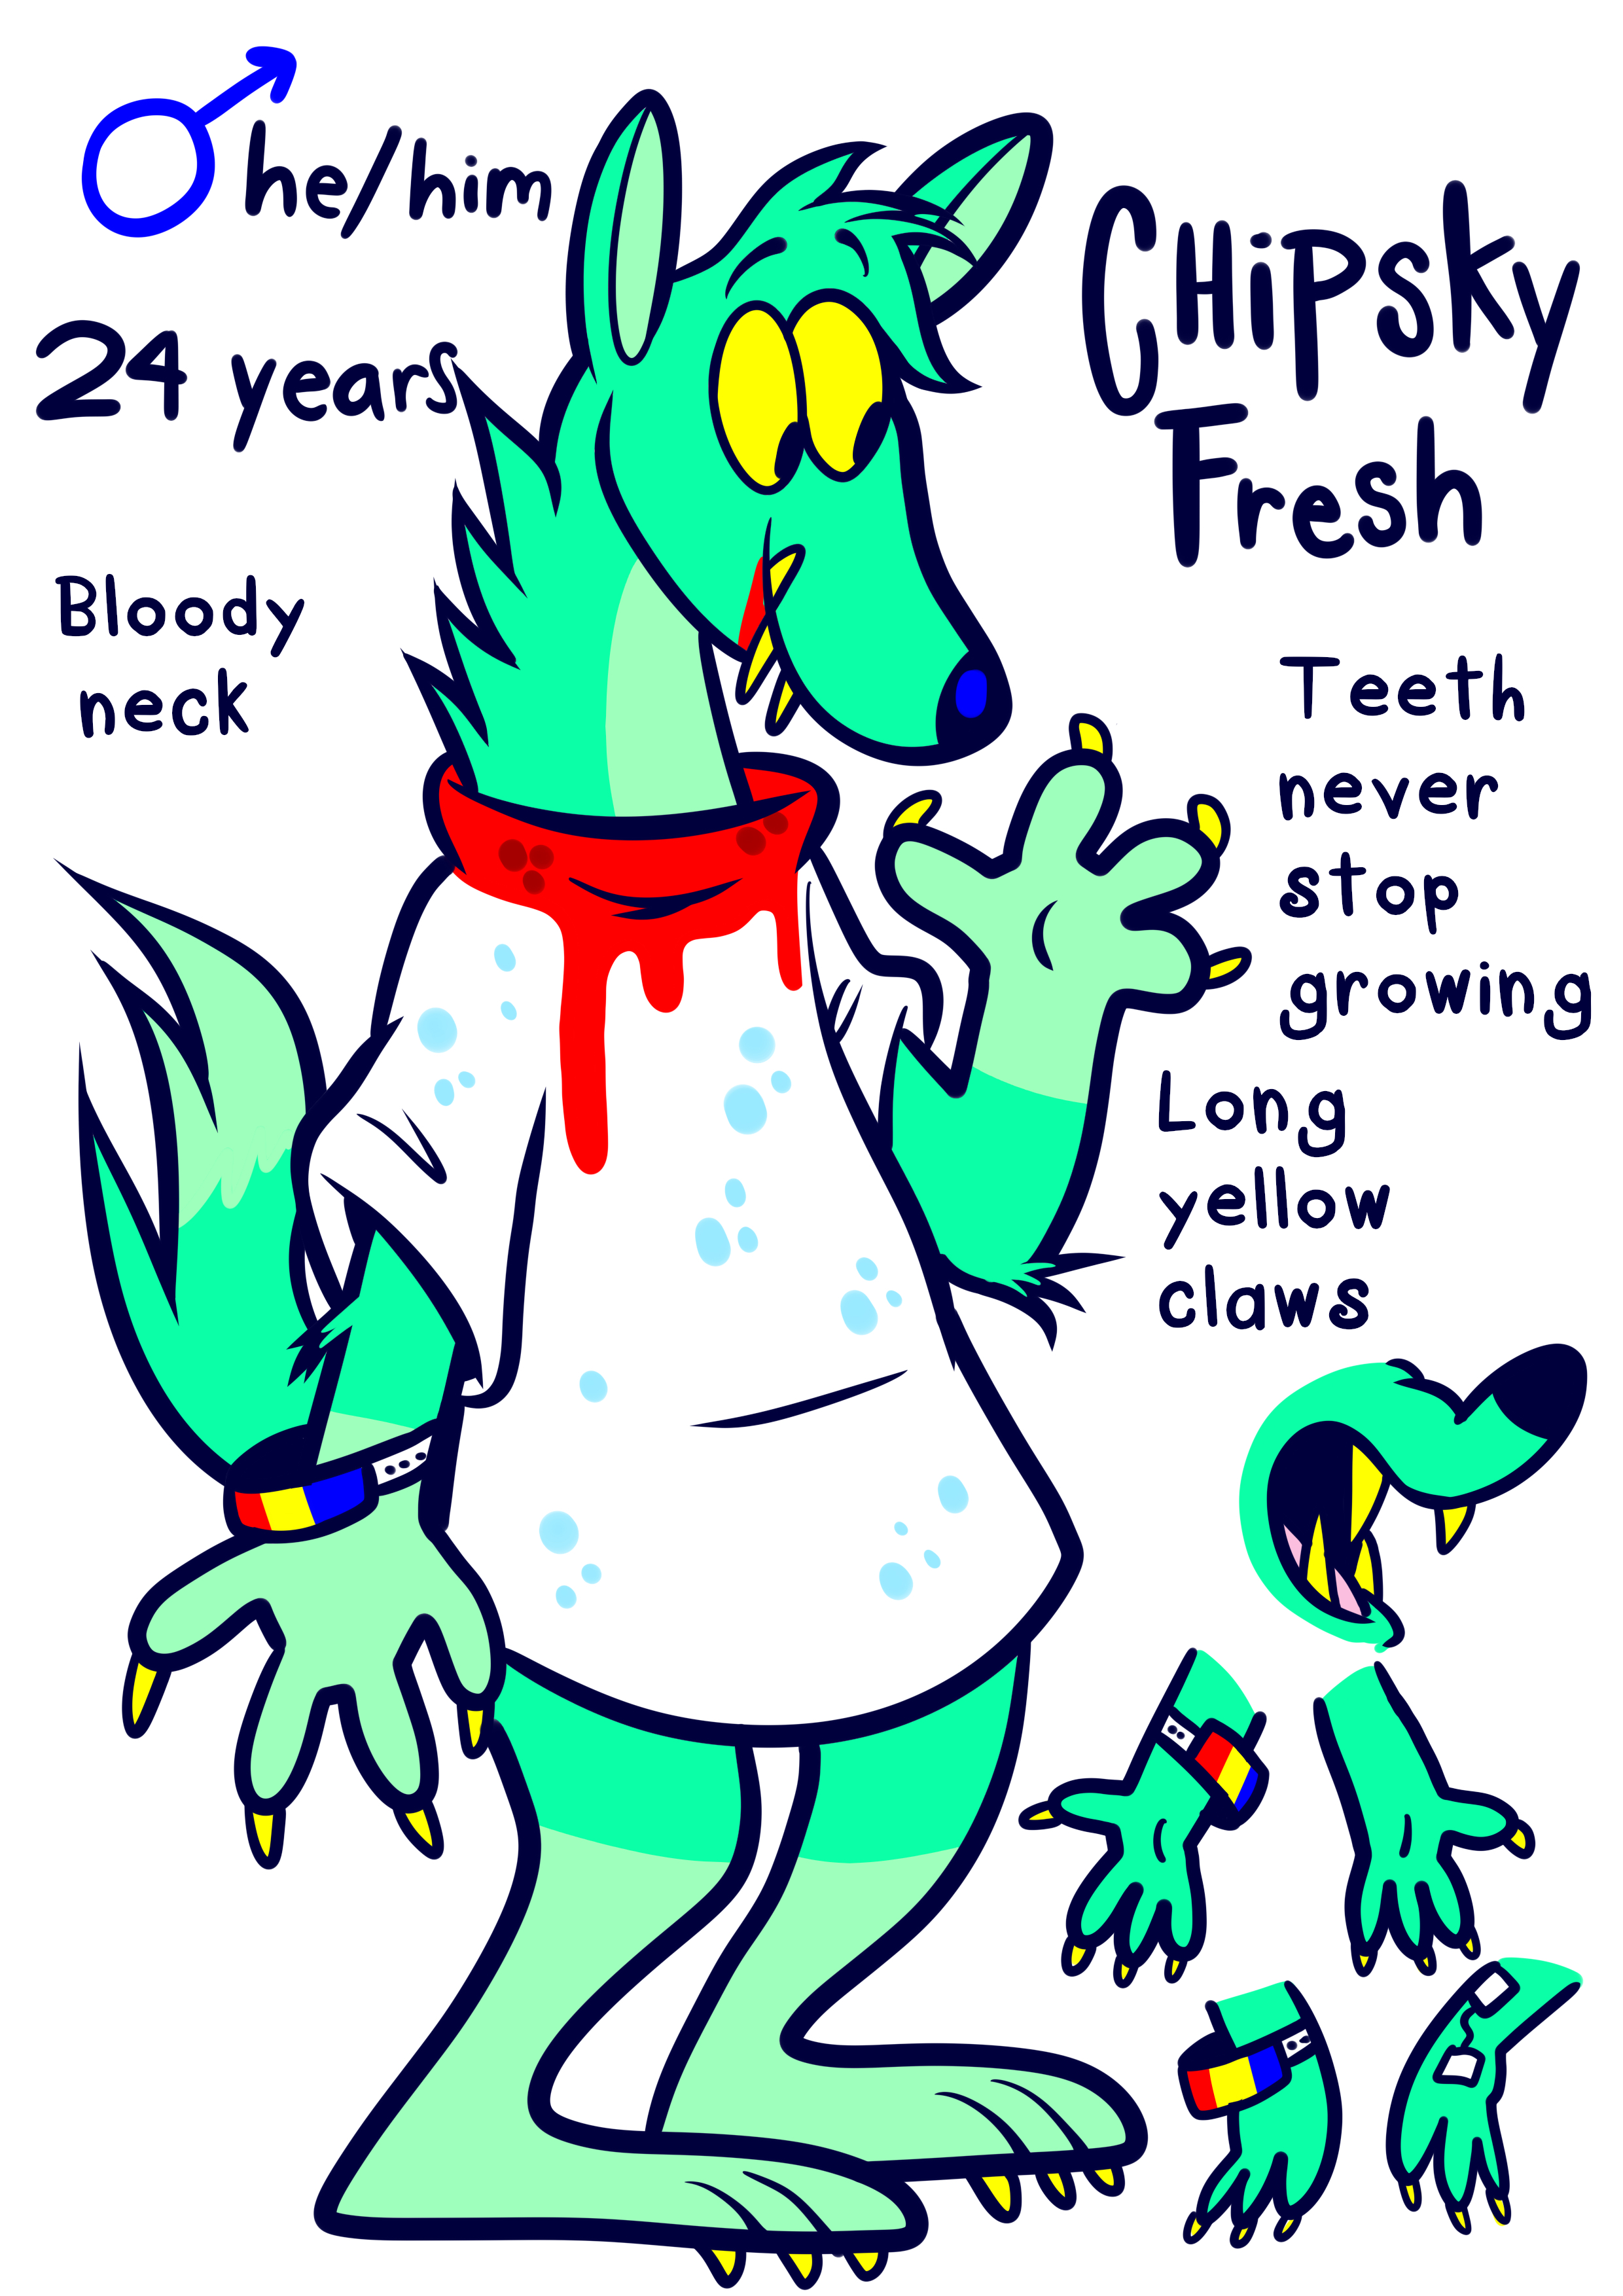 he/him
24 years
Bloody
neck
CHiPsky
Fresh
Teeth
never
stop
growing
Long
yellow
claws